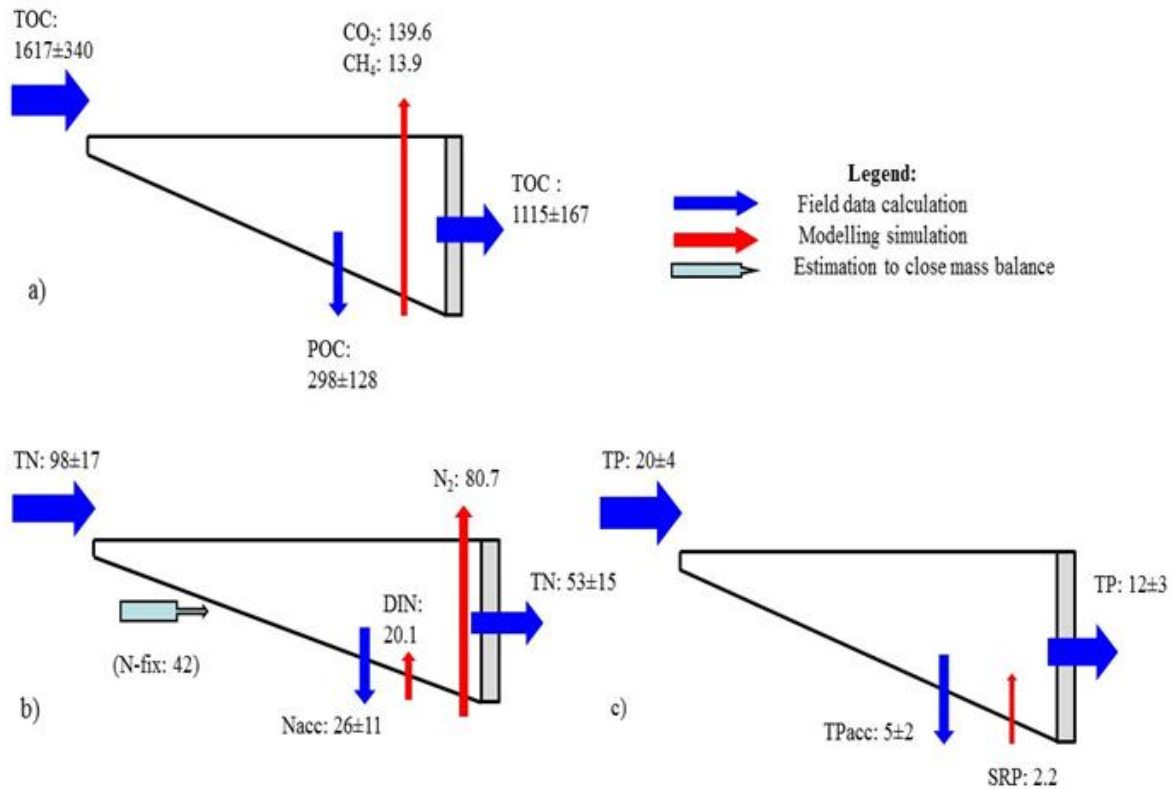 TOC:
1617±340
CO₂: 139.6
CH₄: 13.9
TOC :
1115±167
POC:
298±128
a)
Legend:
Field data calculation
Modelling simulation
Estimation to close mass balance
TN: 98±17
N₂: 80.7
TN: 53±15
DIN:
20.1
(N-fix: 42)
Nacc: 26±11
b)
TP: 20±4
TP: 12±3
TPacc: 5±2
SRP: 2.2
c)